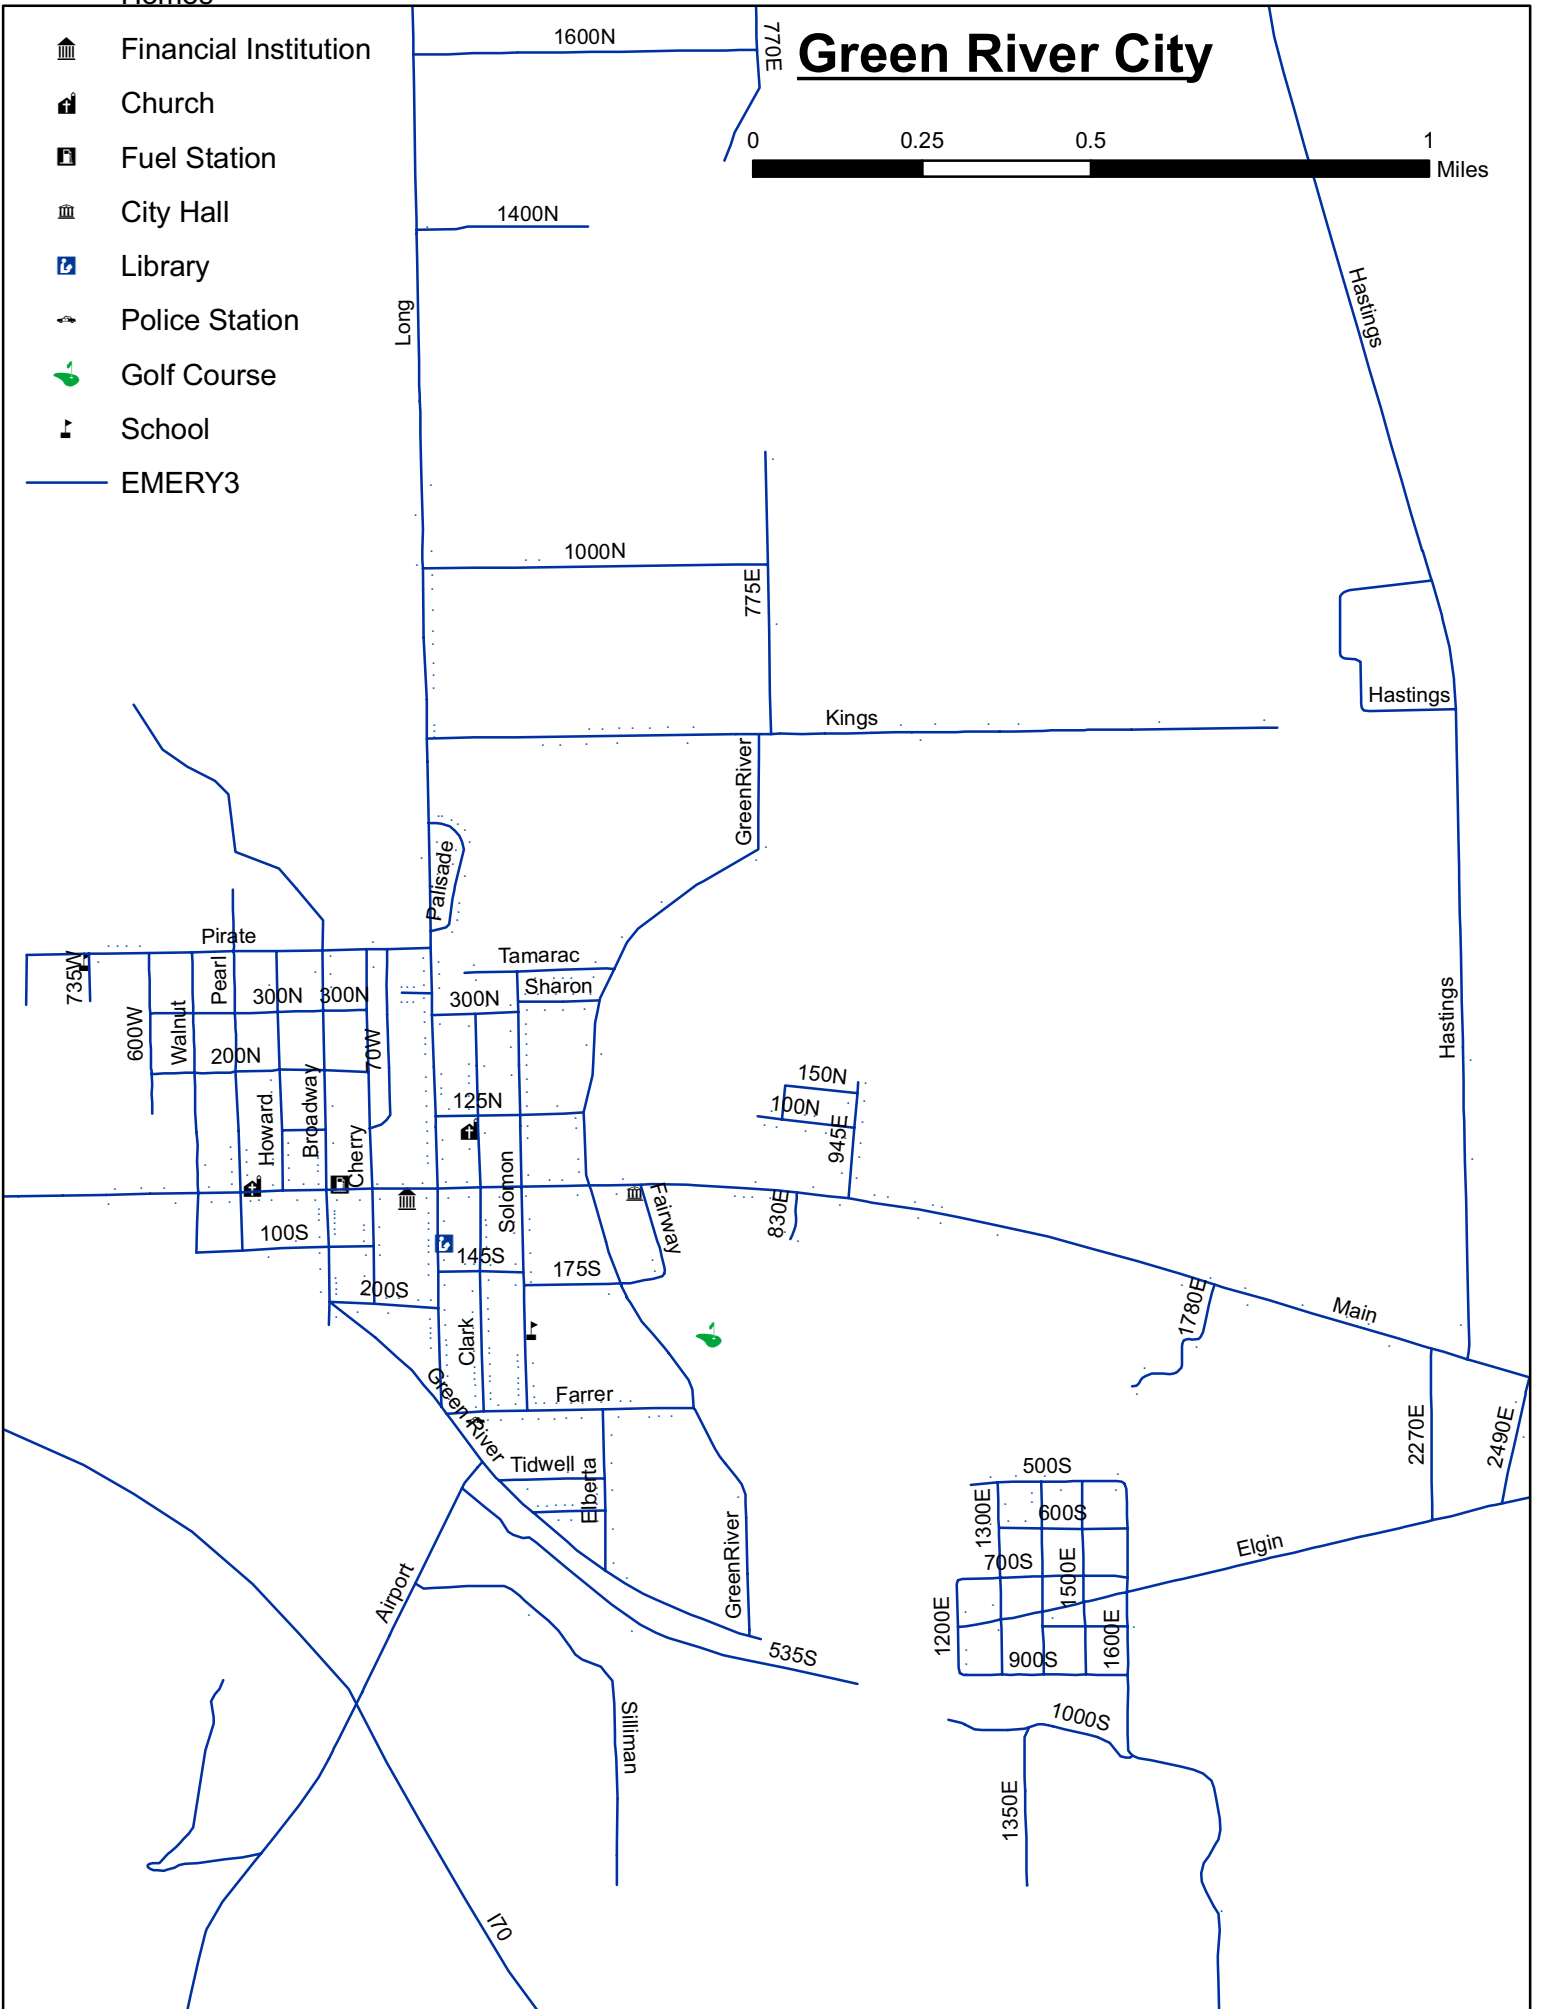 Homes
Financial Institution
Church
Fuel Station
City Hall
Library
Police Station
Golf Course
School
EMERY3
Green River City
0 0.25 0.5 1
Miles
1600N
770E
1400N
Long
Hastings
1000N
775E
Hastings
Kings
GreenRiver
Palisade
Pirate
Tamarac
735W
Pearl
Sharon
300N 300N
300N
Hastings
600W
Walnut
200N
70W
150N
100N
125N
Howard
Broadway
Cherry
945E
Solomon
Fairway
830E
100S
145S
175S
200S
1780E
Main
Clark
Green River
Farrer
2270E
2490E
Tidwell
Elberta
500S
1300E
600S
Elgin
700S
1500E
GreenRiver
Airport
1200E
1600E
535S
900S
Silliman
1000S
1350E
I70